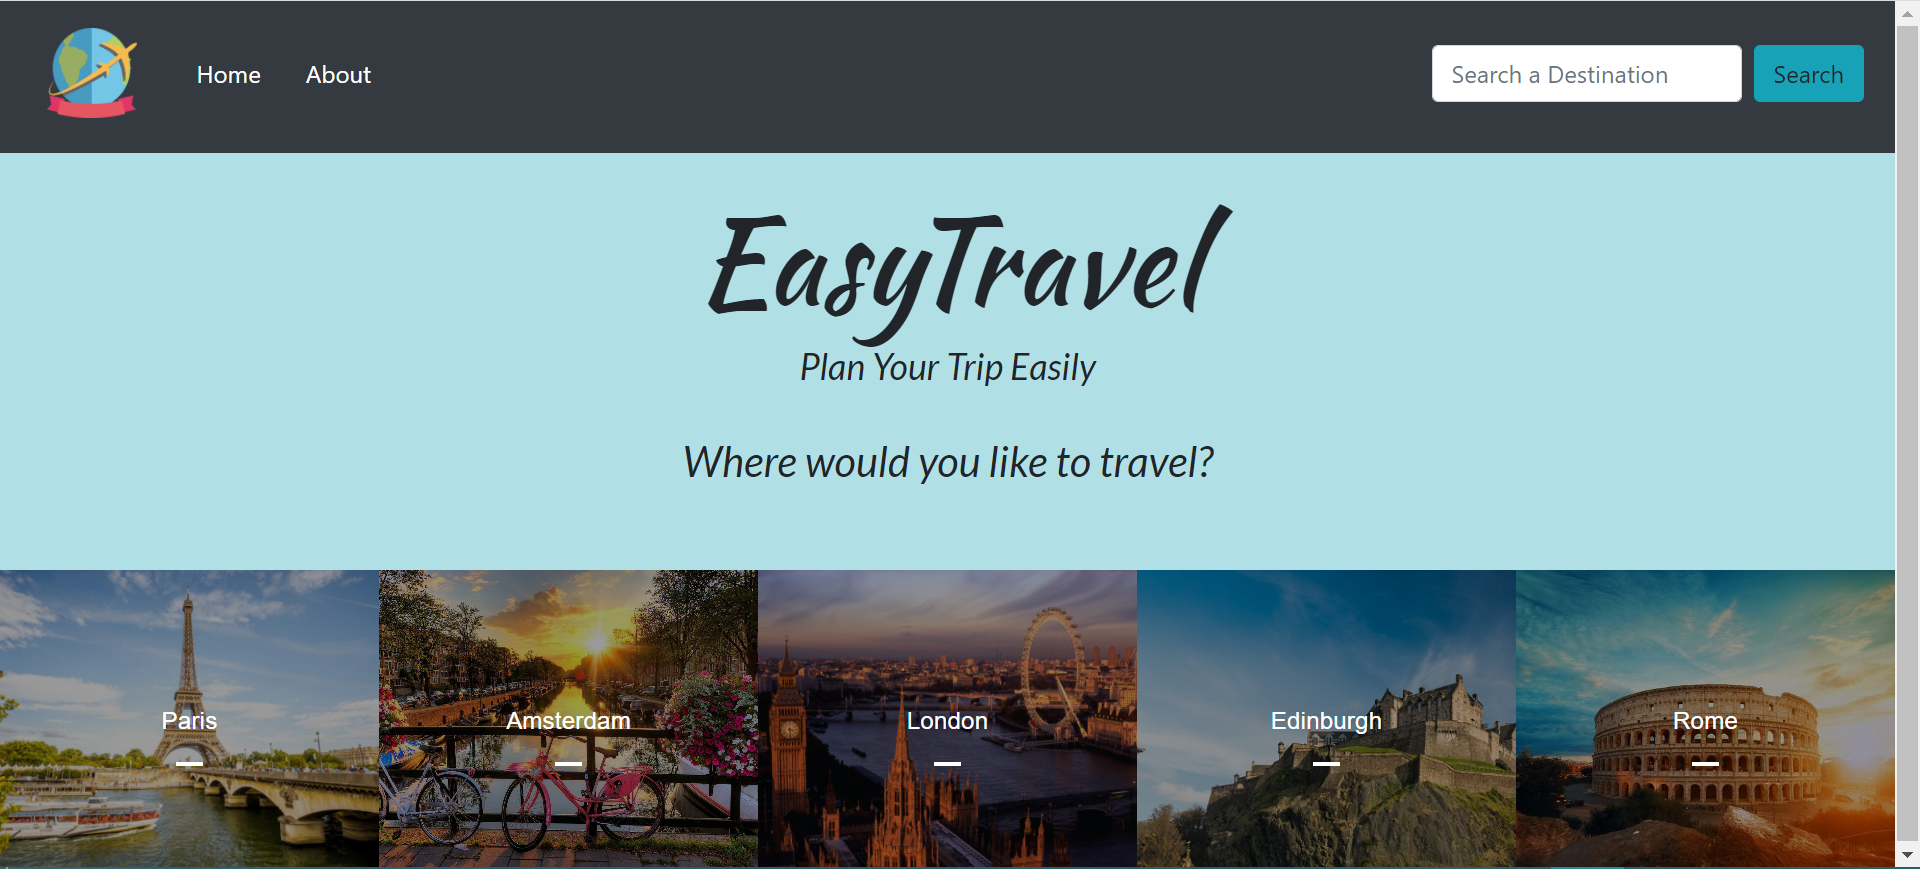 Home About Search a Destination Search
EasyTravel
Plan Your Trip Easily
Where would you like to travel?
Paris Amsterdam London Edinburgh Rome